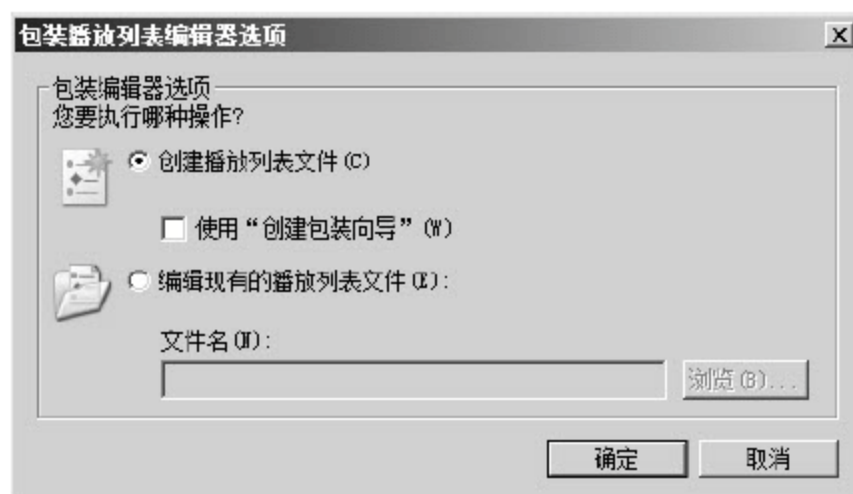 包装播放列表编辑器选项
包装编辑器选项
您要执行哪种操作?
创建播放列表文件(C)
使用“创建包装向导”(W)
编辑现有的播放列表文件(E):
文件名(N):
浏览(B)...
确定
取消